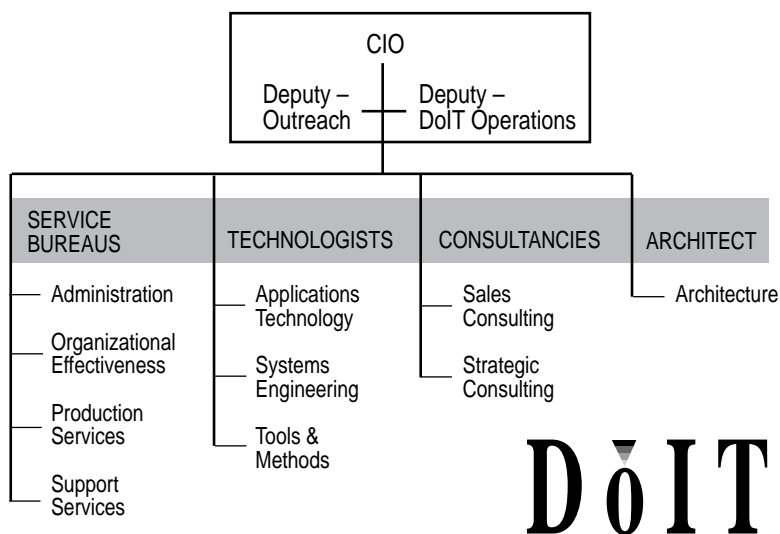 CIO
Deputy –
Outreach
Deputy –
DoIT Operations
SERVICE
BUREAUS
Administration
Organizational
Effectiveness
Production
Services
Support
Services
TECHNOLOGISTS
Applications
Technology
Systems
Engineering
Tools &
Methods
CONSULTANCIES
Sales
Consulting
Strategic
Consulting
ARCHITECT
Architecture
DoIT